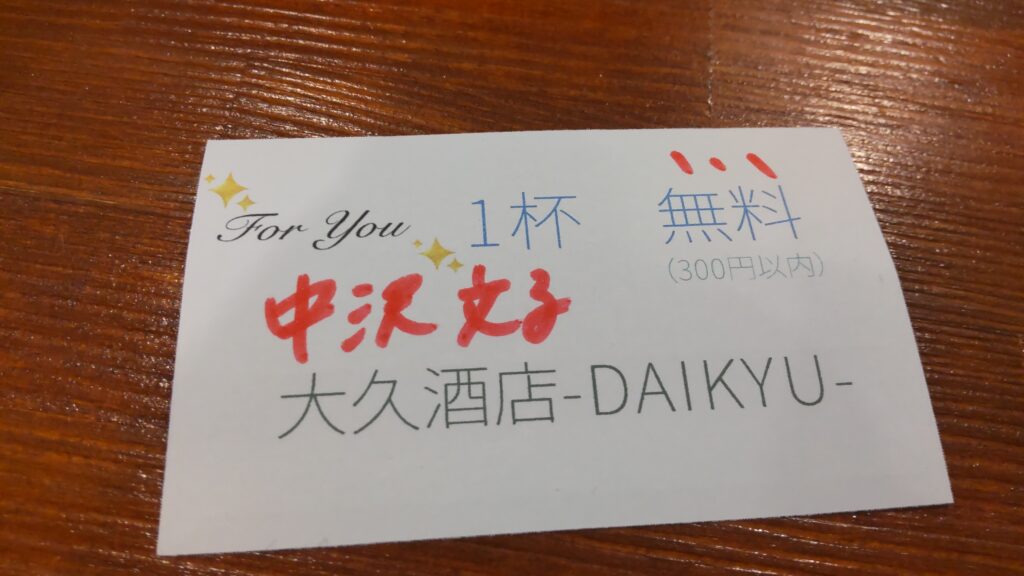 For You 1杯 無料
(300円以内)
中沢 文子
大久酒店-DAIKYU-